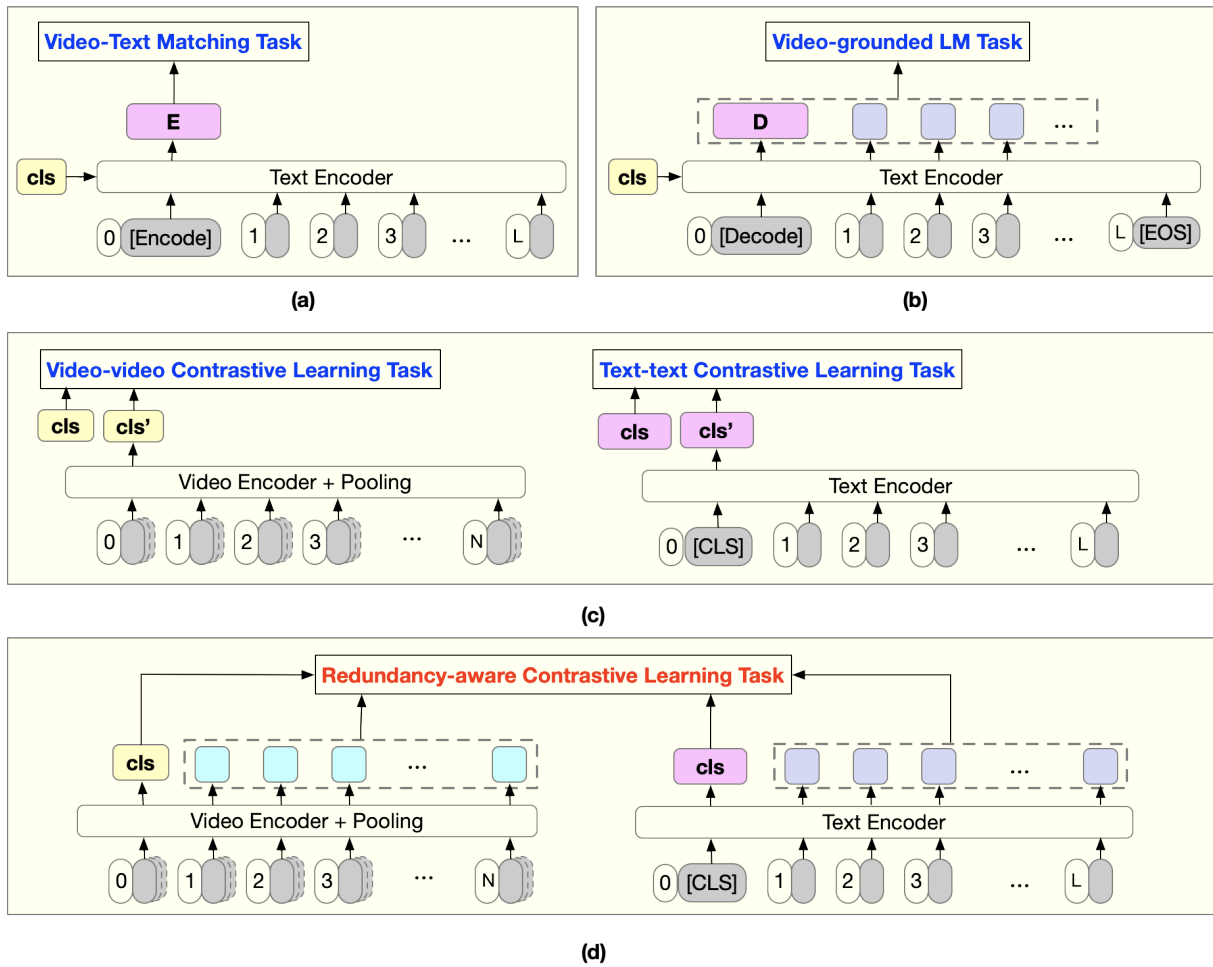 Video-Text Matching Task
E
cls
Text Encoder
0 [Encode] 1 2 3 ... L
(a)
Video-grounded LM Task
D ...
cls
Text Encoder
0 [Decode] 1 2 3 ... L [EOS]
(b)
Video-video Contrastive Learning Task
cls cls’
Video Encoder + Pooling
0 1 2 3 ... N
Text-text Contrastive Learning Task
cls cls’
Text Encoder
0 [CLS] 1 2 3 ... L
(c)
Redundancy-aware Contrastive Learning Task
cls ...
Video Encoder + Pooling
0 1 2 3 ... N
cls ...
Text Encoder
0 [CLS] 1 2 3 ... L
(d)